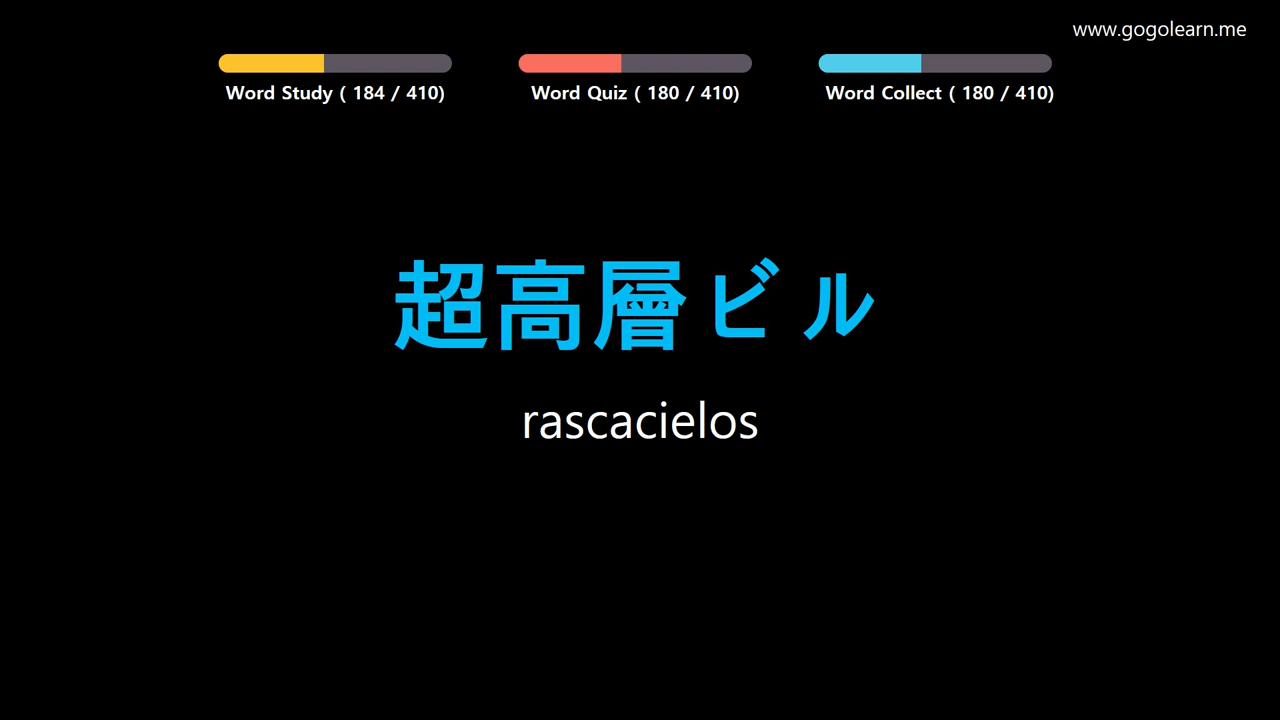 www.gogolearn.me
Word Study ( 184 / 410)
Word Quiz ( 180 / 410)
Word Collect ( 180 / 410)
超高層ビル
rascacielos